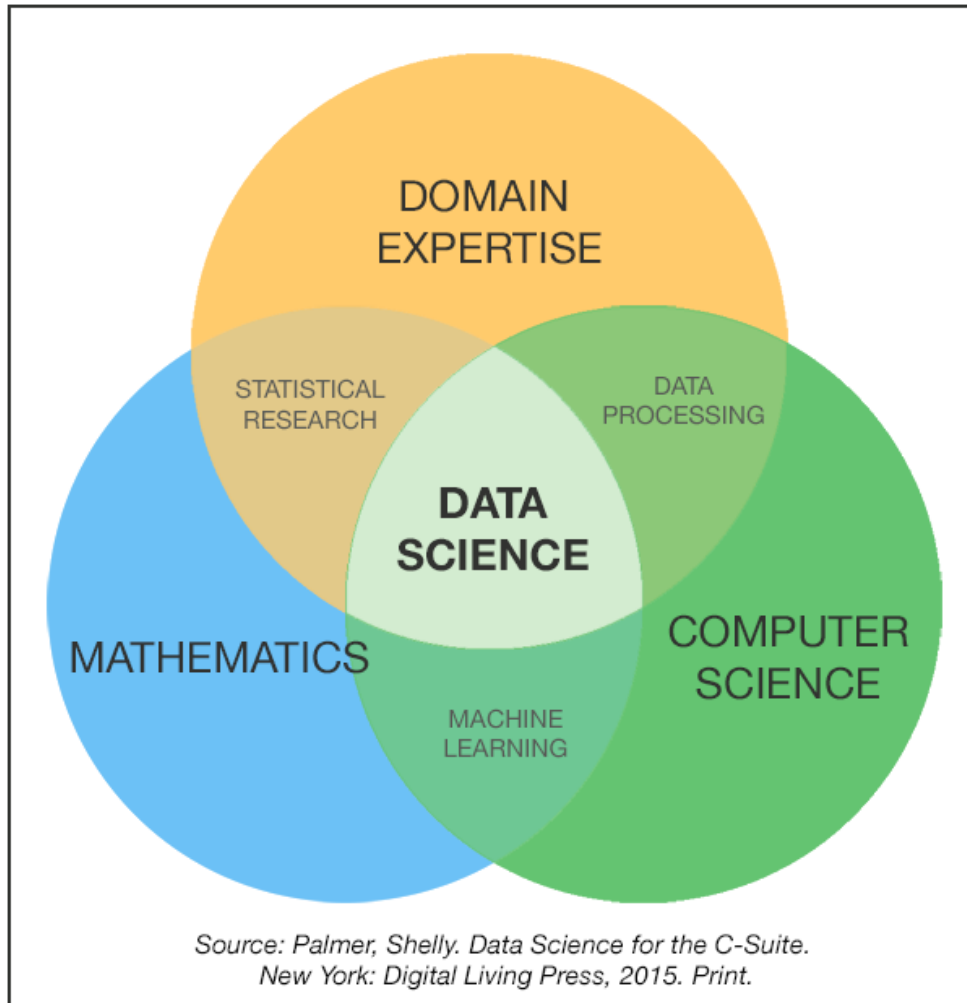 DOMAIN
EXPERTISE
STATISTICAL
RESEARCH
DATA
PROCESSING
DATA
SCIENCE
MATHEMATICS
COMPUTER
SCIENCE
MACHINE
LEARNING
Source: Palmer, Shelly. Data Science for the C-Suite.
New York: Digital Living Press, 2015. Print.